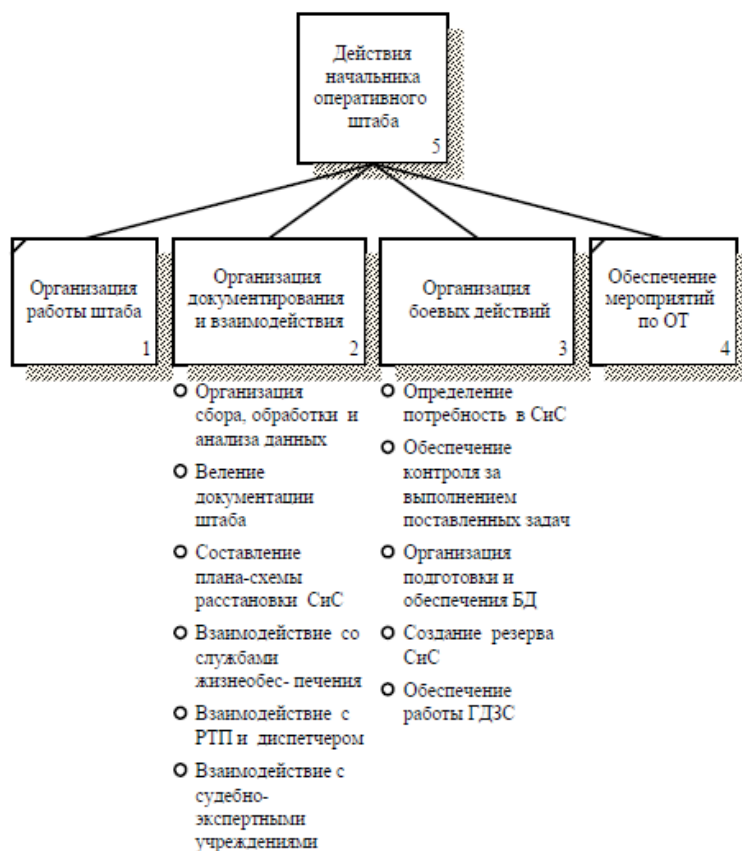 Действия
начальника
оперативного
штаба
5
Организация
работы штаба
1
Организация
документирования
и взаимодействия
2
Организация
боевых действий
3
Обеспечение
мероприятий
по ОТ
4
Организация
сбора, обработки и
анализа данных
Веление
документации
штаба
Составление
плана-схемы
расстановки СиС
Взаимодействие со
службами
жизнеобес- печения
Взаимодействие с
РТП и диспетчером
Взаимодействие с
судебно-
экспертными
учреждениями
Определение
потребность в СиС
Обеспечение
контроля за
выполнением
поставленных задач
Организация
подготовки и
обеспечения БД
Создание резерва
СиС
Обеспечение
работы ГДЗС